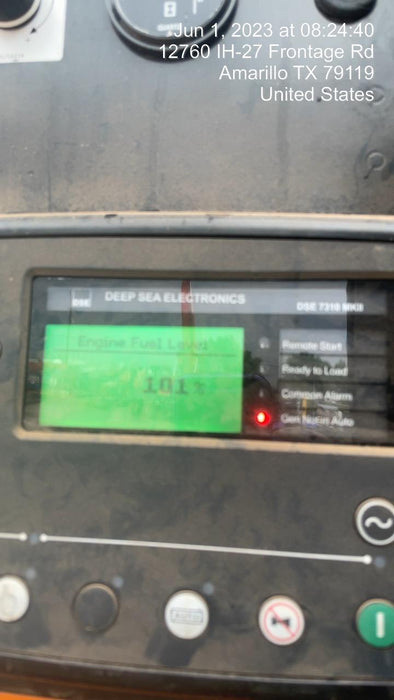 Jun 1, 2023 at 08:24:40
12760 IH-27 Frontage Rd
Amarillo TX 79119
United States
DSE
DEEP SEA ELECTRONICS
DSE 7310 MKII
Engine Fuel Level
101%
Remote Start
Ready to Load
Common Alarm
Gen Not in Auto
AUTO